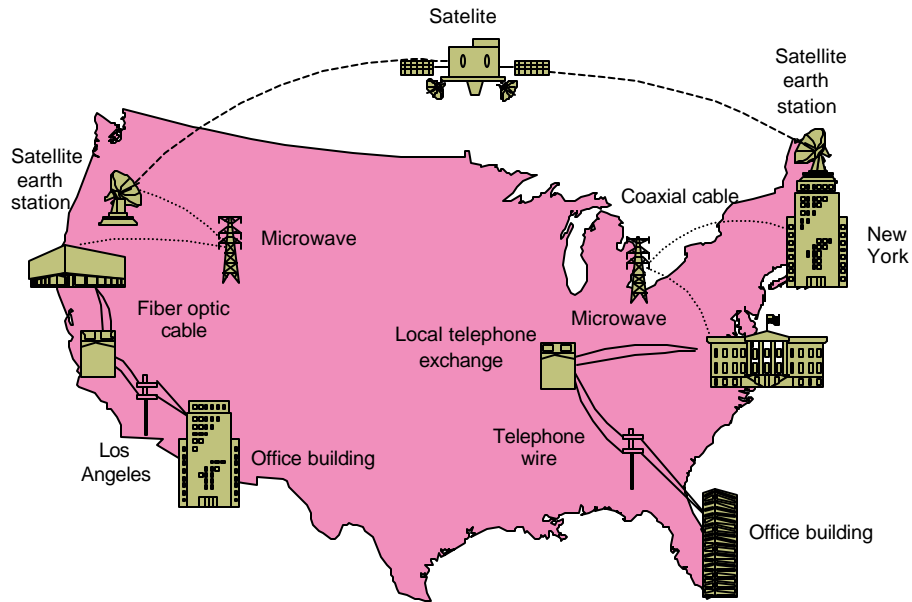 Satelite
Satellite
earth
station
Satellite
earth
station
Coaxial cable
Microwave
New
York
Fiber optic
cable
Microwave
Local telephone
exchange
Los
Angeles
Office building
Telephone
wire
Office building